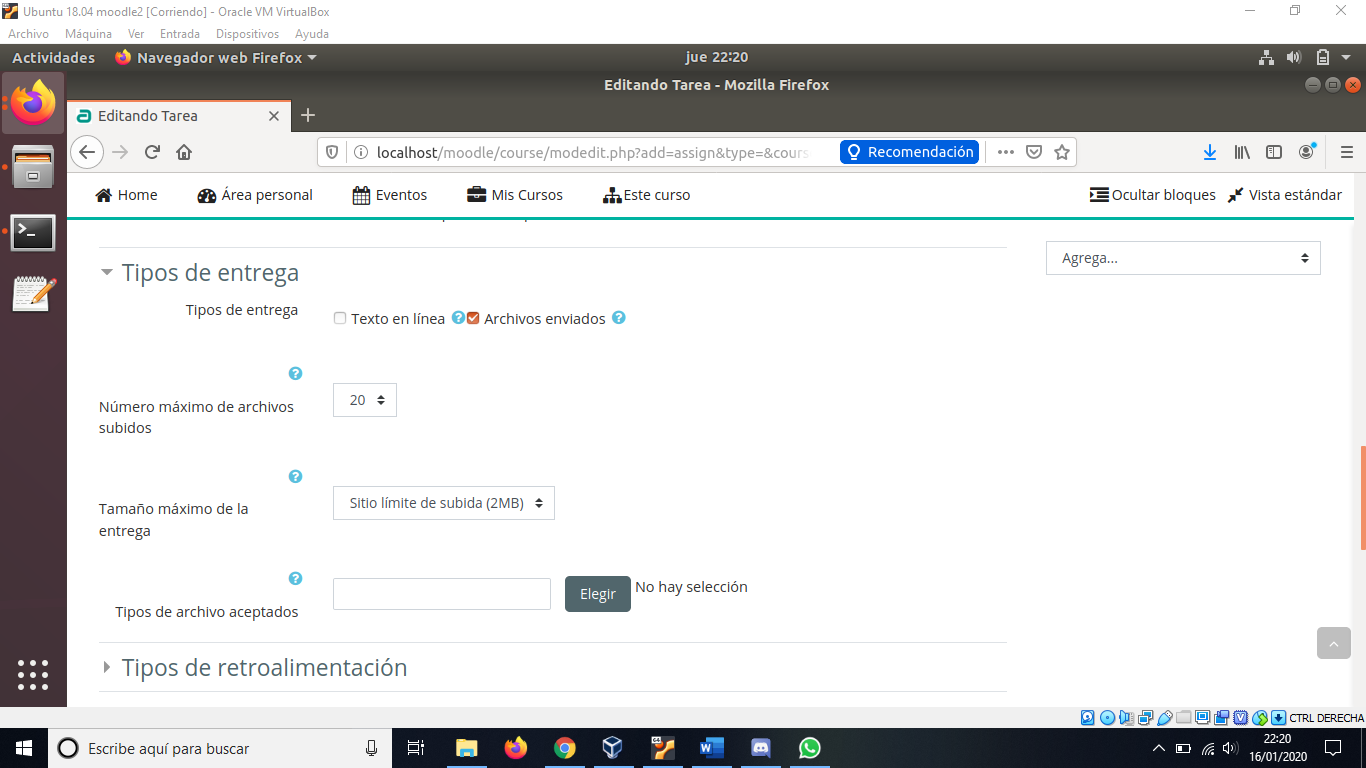 Ubuntu 18.04 moodle2 [Corriendo] - Oracle VM VirtualBox
Archivo Máquina Ver Entrada Dispositivos Ayuda
Actividades Navegador web Firefox jue 22:20
Editando Tarea - Mozilla Firefox
Editando Tarea
localhost/moodle/course/modedit.php?add=assign&type=&cours Recomendación
Home Área personal Eventos Mis Cursos Este curso Ocultar bloques Vista estándar
Agrega...
Tipos de entrega
Tipos de entrega
Texto en línea Archivos enviados
Número máximo de archivos
subidos
20
Tamaño máximo de la
entrega
Sitio límite de subida (2MB)
Tipos de archivo aceptados
Elegir No hay selección
Tipos de retroalimentación
CTRL DERECHA
Escribe aquí para buscar
22:20
16/01/2020